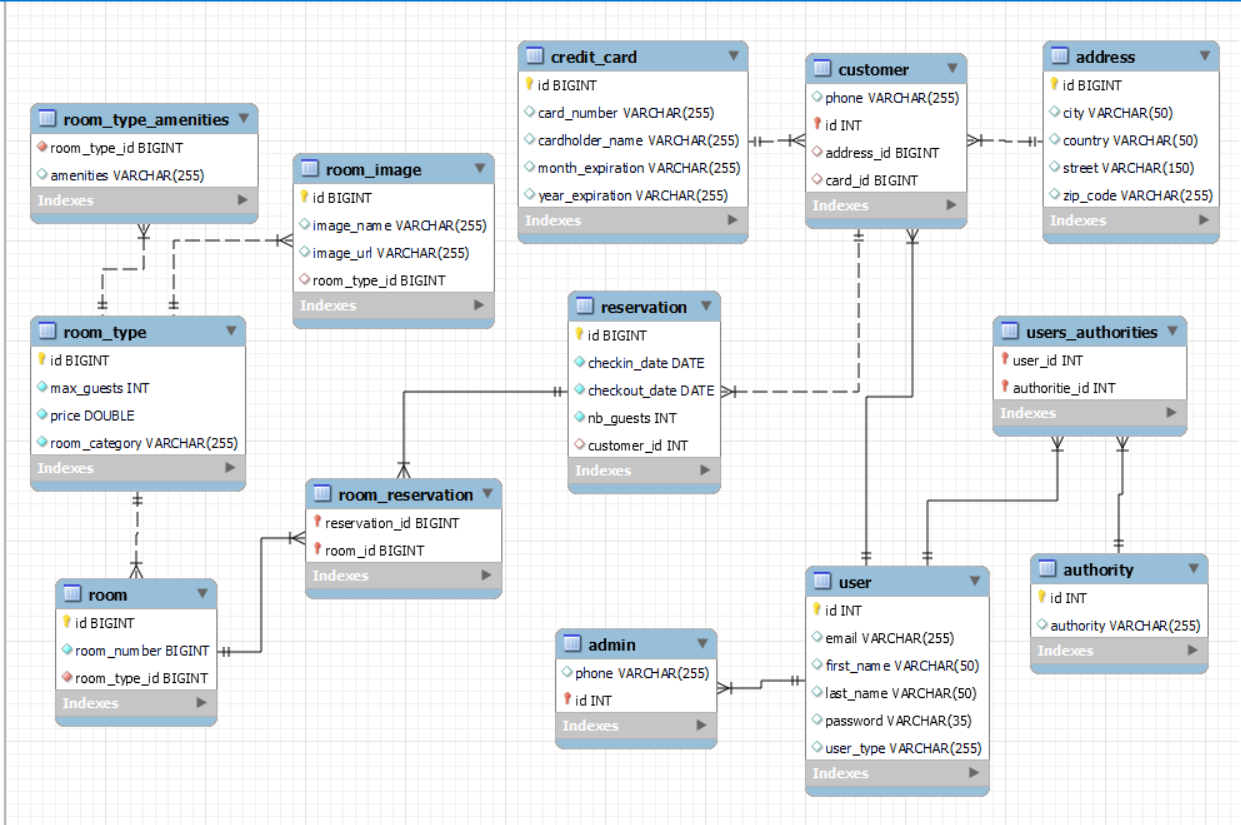 room_type_amenities
room_type_id BIGINT
amenities VARCHAR(255)
Indexes
room_image
id BIGINT
image_name VARCHAR(255)
image_url VARCHAR(255)
room_type_id BIGINT
Indexes
credit_card
id BIGINT
card_number VARCHAR(255)
cardholder_name VARCHAR(255)
month_expiration VARCHAR(255)
year_expiration VARCHAR(255)
Indexes
customer
phone VARCHAR(255)
id INT
address_id BIGINT
card_id BIGINT
Indexes
address
id BIGINT
city VARCHAR(50)
country VARCHAR(50)
street VARCHAR(150)
zip_code VARCHAR(255)
Indexes
room_type
id BIGINT
max_guests INT
price DOUBLE
room_category VARCHAR(255)
Indexes
reservation
id BIGINT
checkin_date DATE
checkout_date DATE
nb_guests INT
customer_id INT
Indexes
users_authorities
user_id INT
authoritie_id INT
Indexes
room_reservation
reservation_id BIGINT
room_id BIGINT
Indexes
room
id BIGINT
room_number BIGINT
room_type_id BIGINT
Indexes
admin
phone VARCHAR(255)
id INT
Indexes
user
id INT
email VARCHAR(255)
first_name VARCHAR(50)
last_name VARCHAR(50)
password VARCHAR(35)
user_type VARCHAR(255)
Indexes
authority
id INT
authority VARCHAR(255)
Indexes